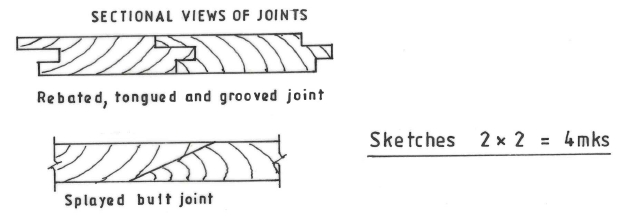 SECTIONAL VIEWS OF JOINTS
Rebated, tongued and grooved joint
Sketches 2 × 2 = 4mks
Splayed butt joint